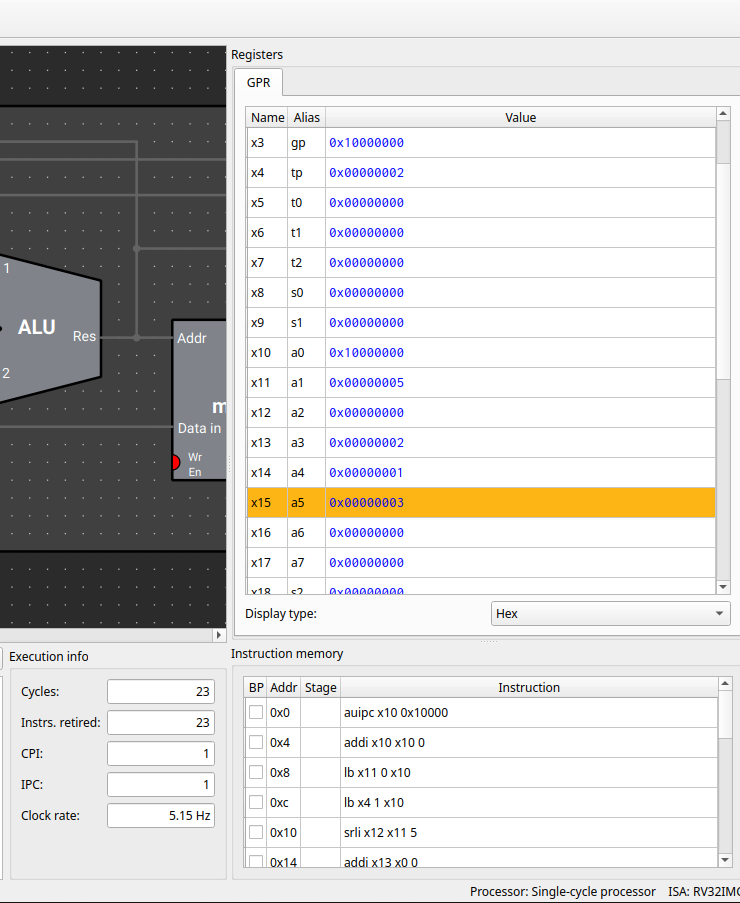 Registers
GPR
Name Alias Value
x3 gp 0x10000000
x4 tp 0x00000002
x5 t0 0x00000000
x6 t1 0x00000000
x7 t2 0x00000000
x8 s0 0x00000000
x9 s1 0x00000000
x10 a0 0x10000000
x11 a1 0x00000005
x12 a2 0x00000000
x13 a3 0x00000002
x14 a4 0x00000001
x15 a5 0x00000003
x16 a6 0x00000000
x17 a7 0x00000000
x18 s2 0x00000000
Display type: Hex
1
ALU
Res
2
Addr
m
Data in
Wr
En
Execution info
Cycles: 23
Instrs. retired: 23
CPI: 1
IPC: 1
Clock rate: 5.15 Hz
Instruction memory
BP Addr Stage Instruction
0x0 auipc x10 0x10000
0x4 addi x10 x10 0
0x8 lb x11 0 x10
0xc lb x4 1 x10
0x10 srli x12 x11 5
0x14 addi x13 x0 0
Processor: Single-cycle processor ISA: RV32IMC